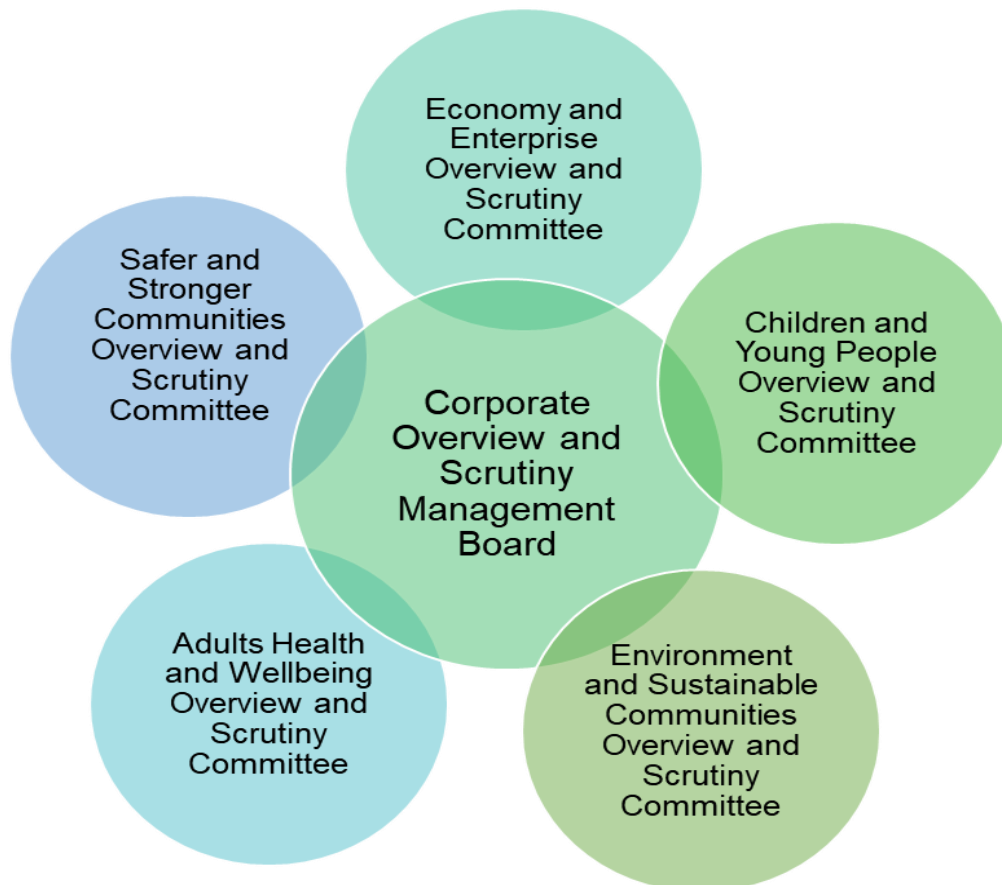 Economy and
Enterprise
Overview and
Scrutiny
Committee
Safer and
Stronger
Communities
Overview and
Scrutiny
Committee
Children and
Young People
Overview and
Scrutiny
Committee
Corporate
Overview and
Scrutiny
Management
Board
Adults Health
and Wellbeing
Overview and
Scrutiny
Committee
Environment
and Sustainable
Communities
Overview and
Scrutiny
Committee